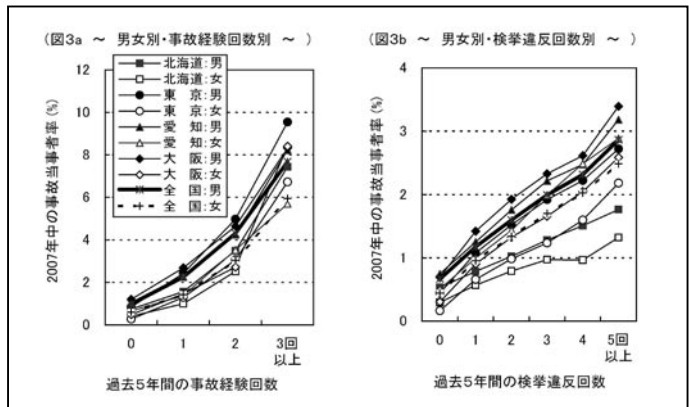 (図3a ～ 男女別・事故経験回数別 ～ )
12
10
8
6
4
2
0
2007年中の事故当事者率(%)
北海道:男
北海道:女
東 京:男
東 京:女
愛 知:男
愛 知:女
大 阪:男
大 阪:女
全 国:男
全 国:女
0
1
2
3回
以上
過去5年間の事故経験回数
(図3b ～ 男女別・検挙違反回数別 ～ )
4
3
2
1
0
2007年中の事故当事者率(%)
0
1
2
3
4
5回
以上
過去5年間の検挙違反回数